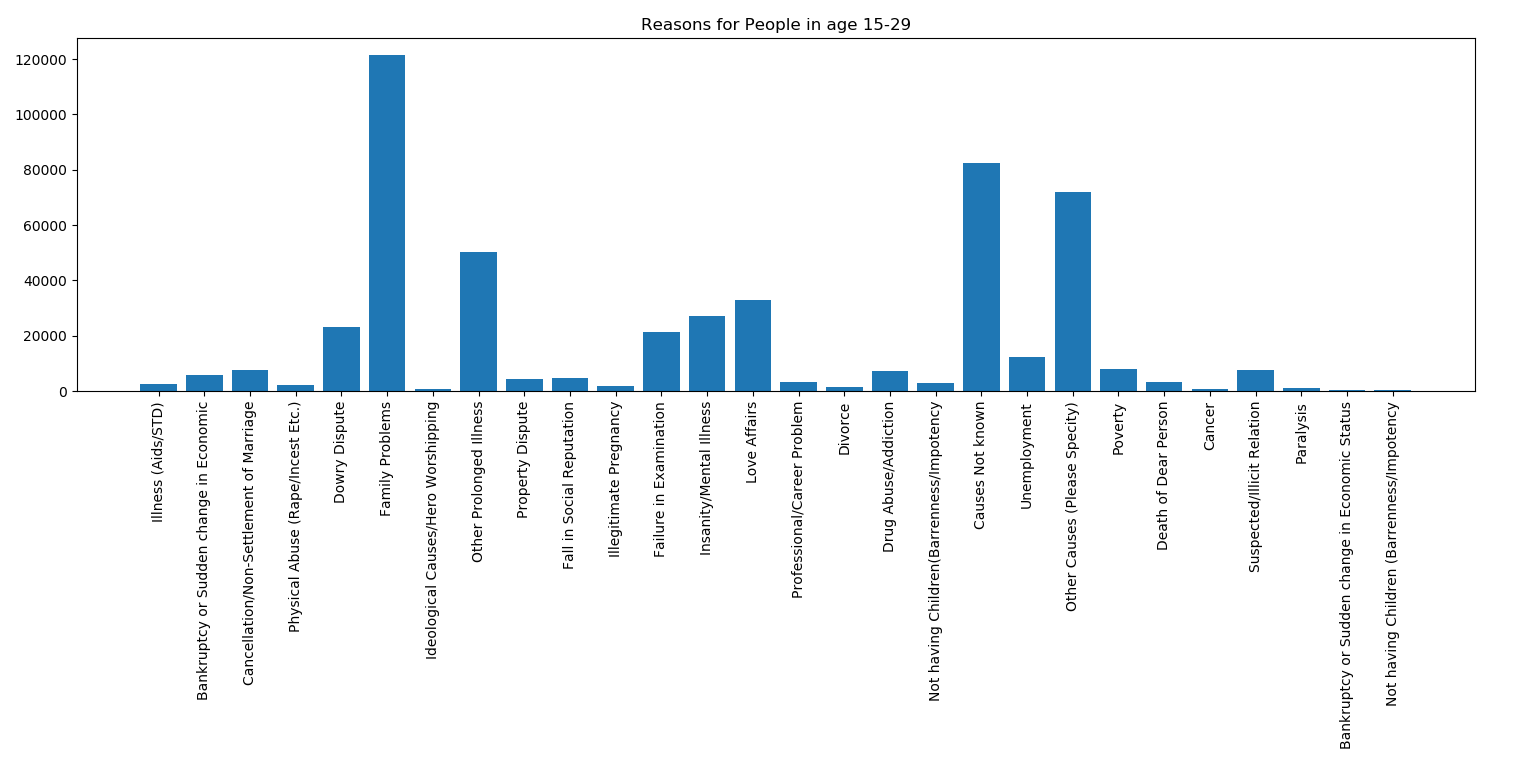 Reasons for People in age 15-29
120000
100000
80000
60000
40000
20000
0
Illness (Aids/STD)
Bankruptcy or Sudden change in Economic
Cancellation/Non-Settlement of Marriage
Physical Abuse (Rape/Incest Etc.)
Dowry Dispute
Family Problems
Ideological Causes/Hero Worshipping
Other Prolonged Illness
Property Dispute
Fall in Social Reputation
Illegitimate Pregnancy
Failure in Examination
Insanity/Mental Illness
Love Affairs
Professional/Career Problem
Divorce
Drug Abuse/Addiction
Not having Children(Barrenness/Impotency
Causes Not known
Unemployment
Other Causes (Please Specity)
Poverty
Death of Dear Person
Cancer
Suspected/Illicit Relation
Paralysis
Bankruptcy or Sudden change in Economic Status
Not having Children (Barrenness/Impotency